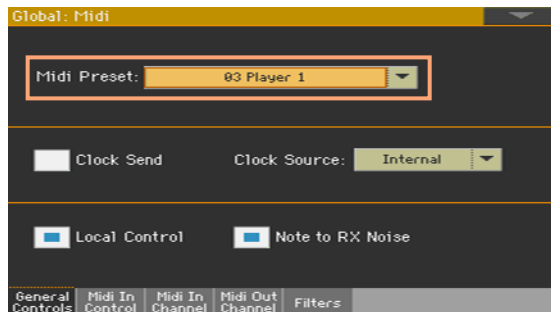 Global: Midi
Midi Preset: 03 Player 1
Clock Send Clock Source: Internal
Local Control Note to RX Noise
General Controls Midi In Control Midi In Channel Midi Out Channel Filters